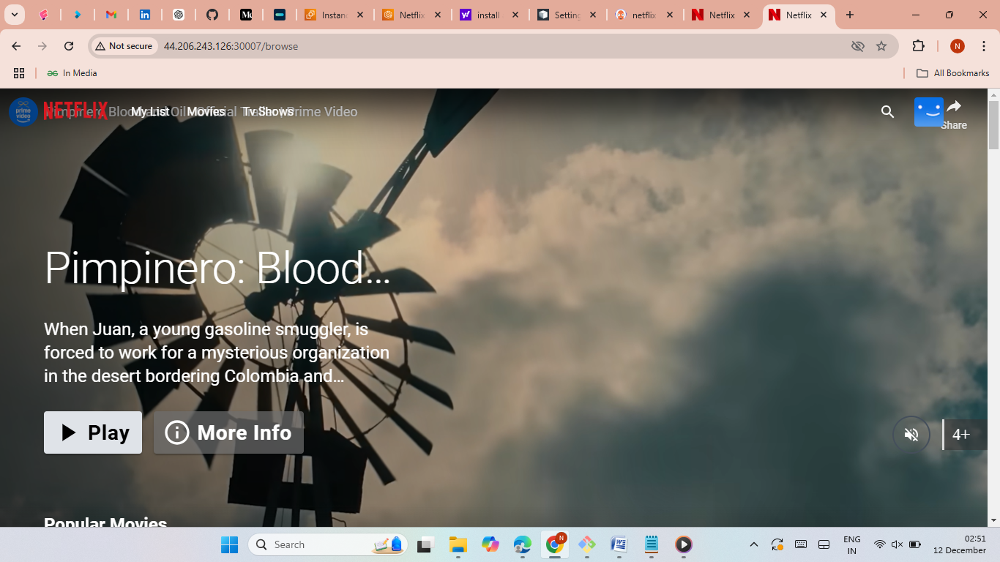 Instanc
Netflix
install
Setting
netflix
Netflix
Netflix
Not secure
44.206.243.126:30007/browse
N
In Media
All Bookmarks
prime video
Pimpinero Blood and Oil - Official Trailer | Prime Video
NETFLIX
My List
Movies
Tv Shows
Share
Pimpinero: Blood...
When Juan, a young gasoline smuggler, is
forced to work for a mysterious organization
in the desert bordering Colombia and...
Play
More Info
4+
Popular Movies
Search
N
ENG
IN
02:51
12 December